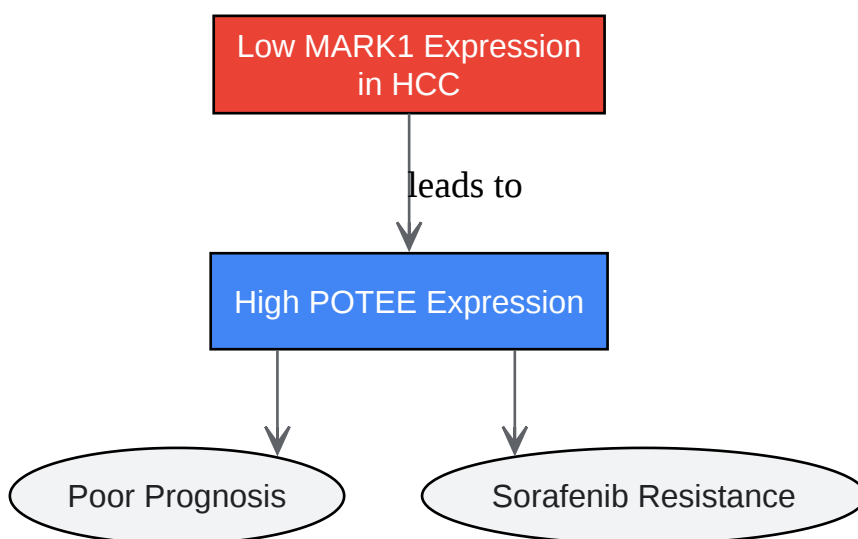 Low MARK1 Expression
in HCC
leads to
High POTEE Expression
Poor Prognosis
Sorafenib Resistance